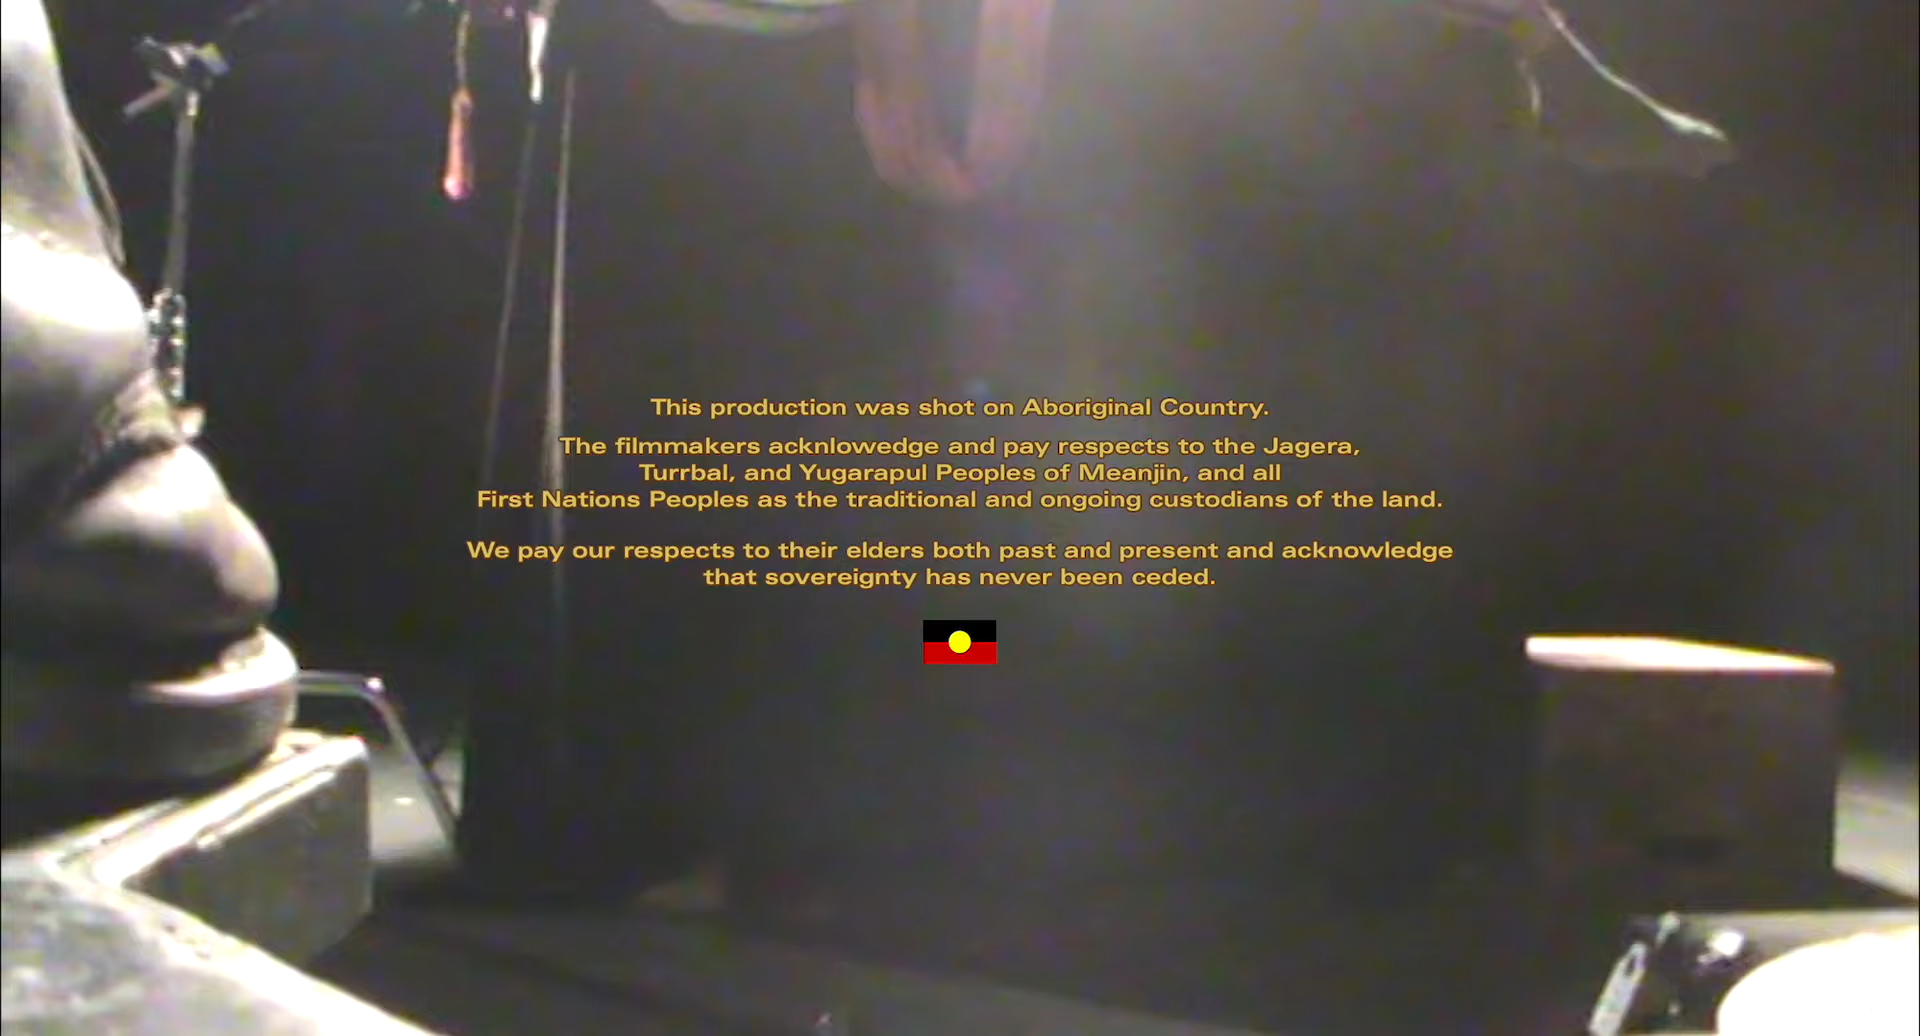 This production was shot on Aboriginal Country.
The filmmakers acknlowedge and pay respects to the Jagera,
Turrbal, and Yugarapul Peoples of Meanjin, and all
First Nations Peoples as the traditional and ongoing custodians of the land.
We pay our respects to their elders both past and present and acknowledge
that sovereignty has never been ceded.